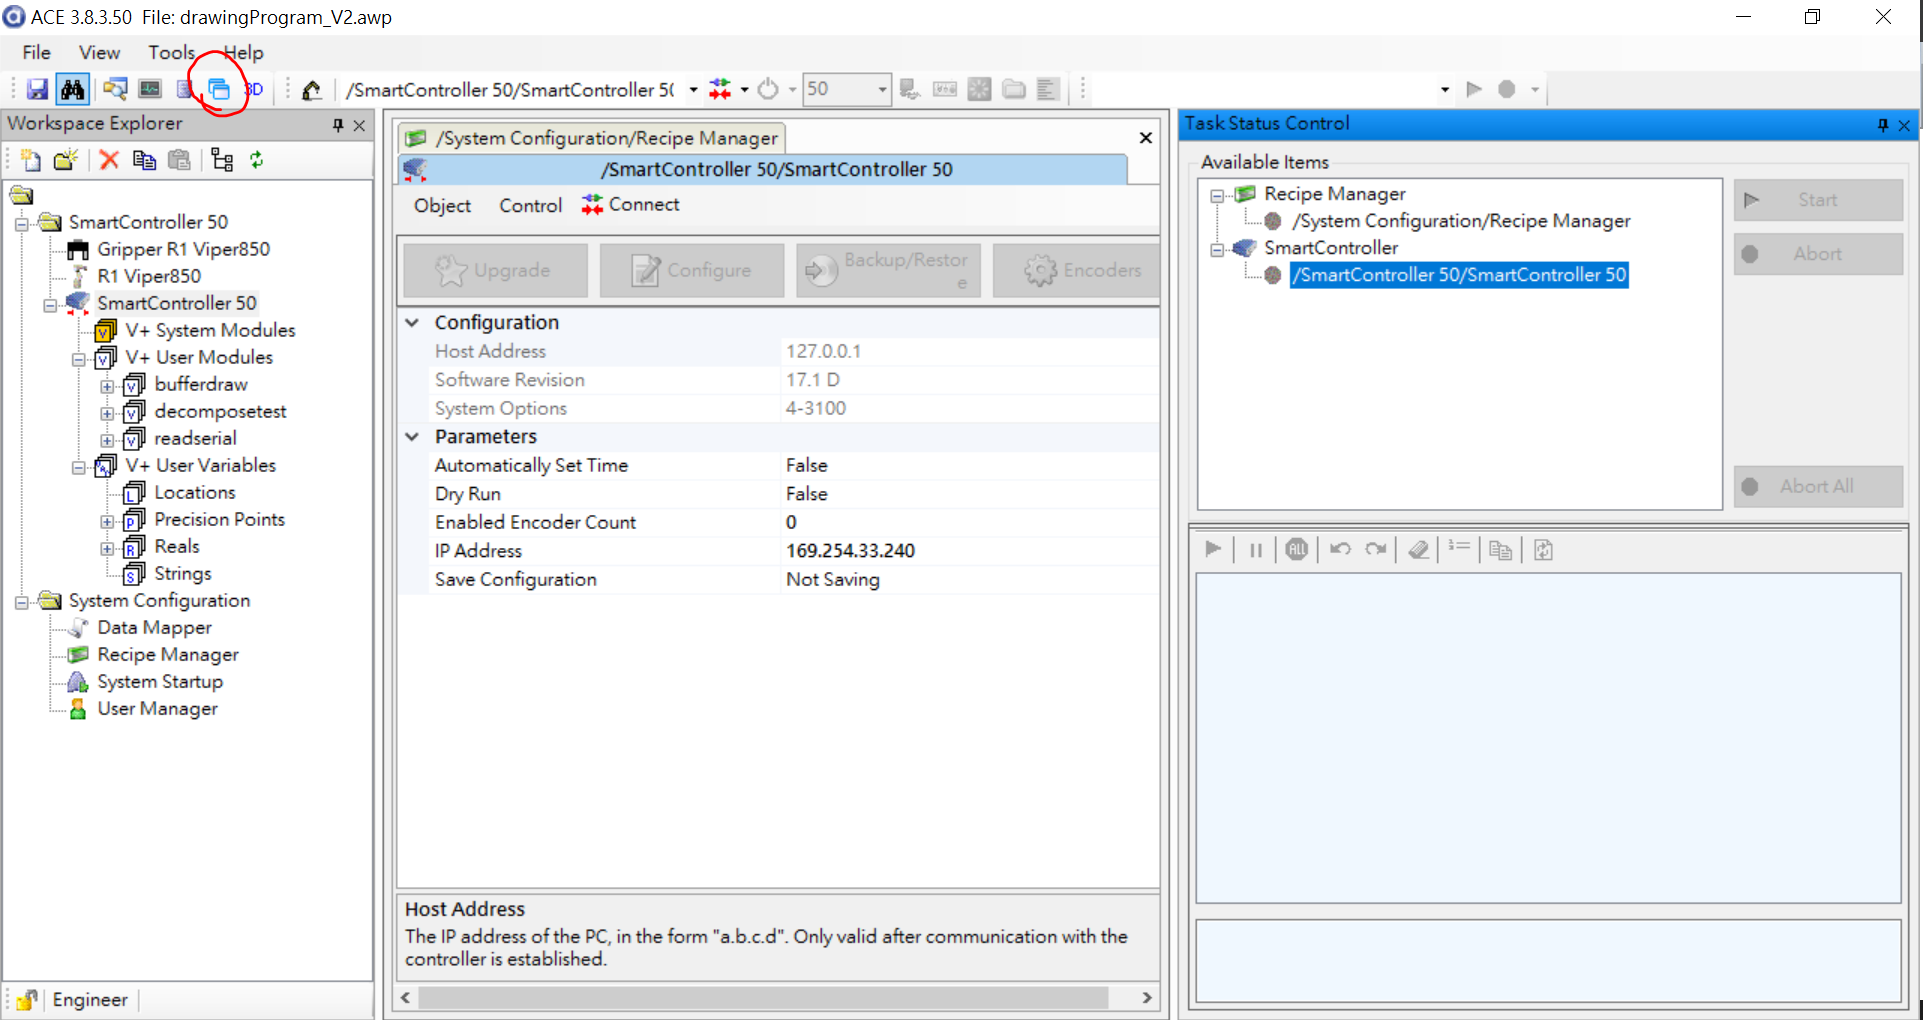 ACE 3.8.3.50  File: drawingProgram_V2.awp
File View Tools Help
3D /SmartController 50/SmartController 5( 50
Workspace Explorer
SmartController 50
Gripper R1 Viper850
R1 Viper850
SmartController 50
V+ System Modules
V+ User Modules
bufferdraw
decomposetest
readserial
V+ User Variables
Locations
Precision Points
Reals
Strings
System Configuration
Data Mapper
Recipe Manager
System Startup
User Manager
Engineer
/System Configuration/Recipe Manager
/SmartController 50/SmartController 50
Object Control Connect
Upgrade Configure Backup/Restor
e Encoders
Configuration
Host Address 127.0.0.1
Software Revision 17.1 D
System Options 4-3100
Parameters
Automatically Set Time False
Dry Run False
Enabled Encoder Count 0
IP Address 169.254.33.240
Save Configuration Not Saving
Host Address
The IP address of the PC, in the form "a.b.c.d". Only valid after communication with the
controller is established.
Task Status Control
Available Items
Recipe Manager
/System Configuration/Recipe Manager
SmartController
/SmartController 50/SmartController 50
Start
Abort
Abort All
ALL